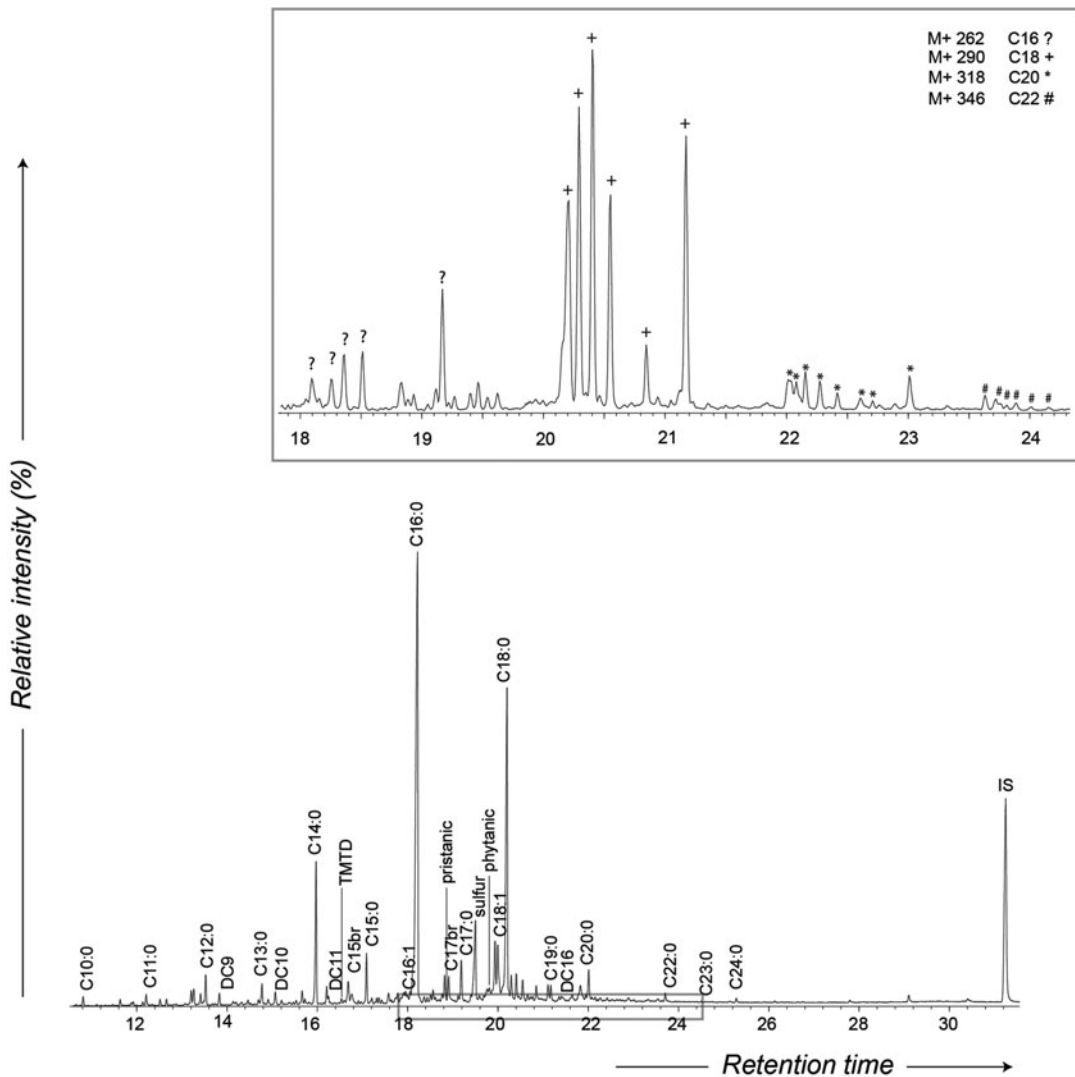 M+ 262 C16 ?
M+ 290 C18 +
M+ 318 C20 *
M+ 346 C22 #
+
+
+
+
+
+
?
?
?
?
?
*
*
*
*
*
*
*
*
#
#
#
#
#
#
18 19 20 21 22 23 24
Relative intensity (%)
C10:0
C11:0
C12:0
DC9
C13:0
DC10
C14:0
DC11
TMTD
C15br
C15:0
C16:1
C16:0
pristanic
C17br
C17:0
sulfur
phytanic
C18:1
C18:0
C19:0
DC16
C20:0
C22:0
C23:0
C24:0
IS
12 14 16 18 20 22 24 26 28 30
Retention time